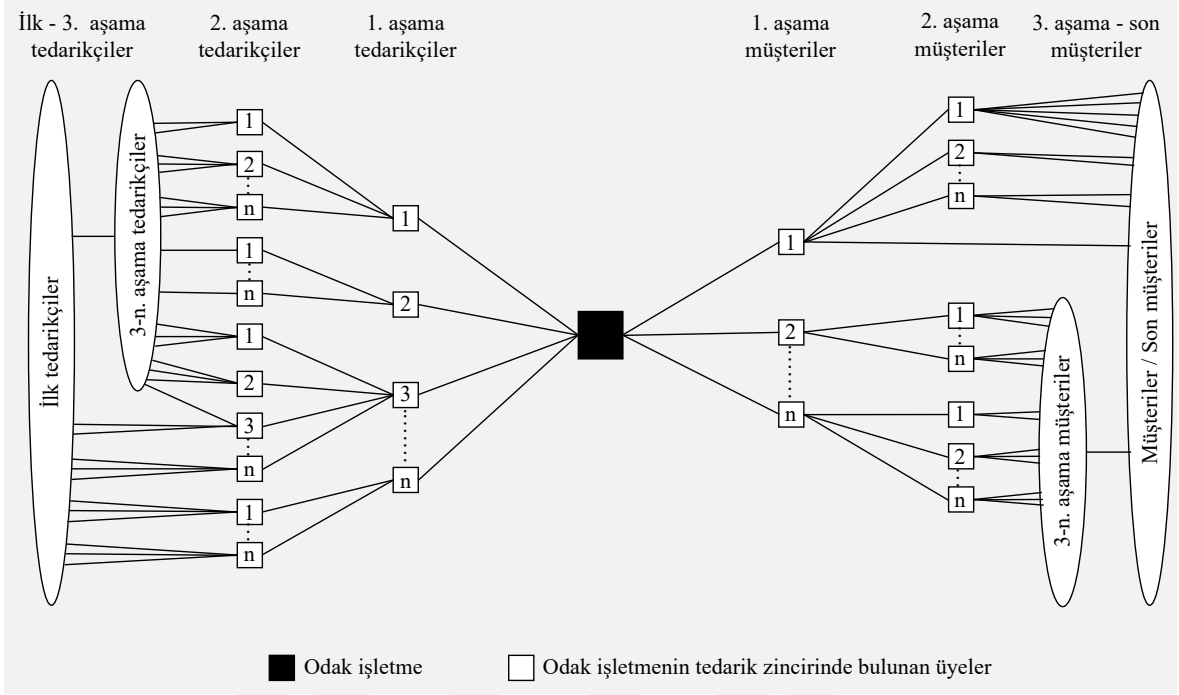 İlk - 3. aşama
tedarikçiler
2. aşama
tedarikçiler
1. aşama
tedarikçiler
1. aşama
müşteriler
2. aşama
müşteriler
3. aşama - son
müşteriler
İlk tedarikçiler
3-n. aşama tedarikçiler
1
2
n
1
n
1
2
3
n
1
n
1
2
3
n
1
2
n
1
2
n
1
n
1
2
n
3-n. aşama müşteriler
Müşteriler / Son müşteriler
Odak işletme
Odak işletmenin tedarik zincirinde bulunan üyeler